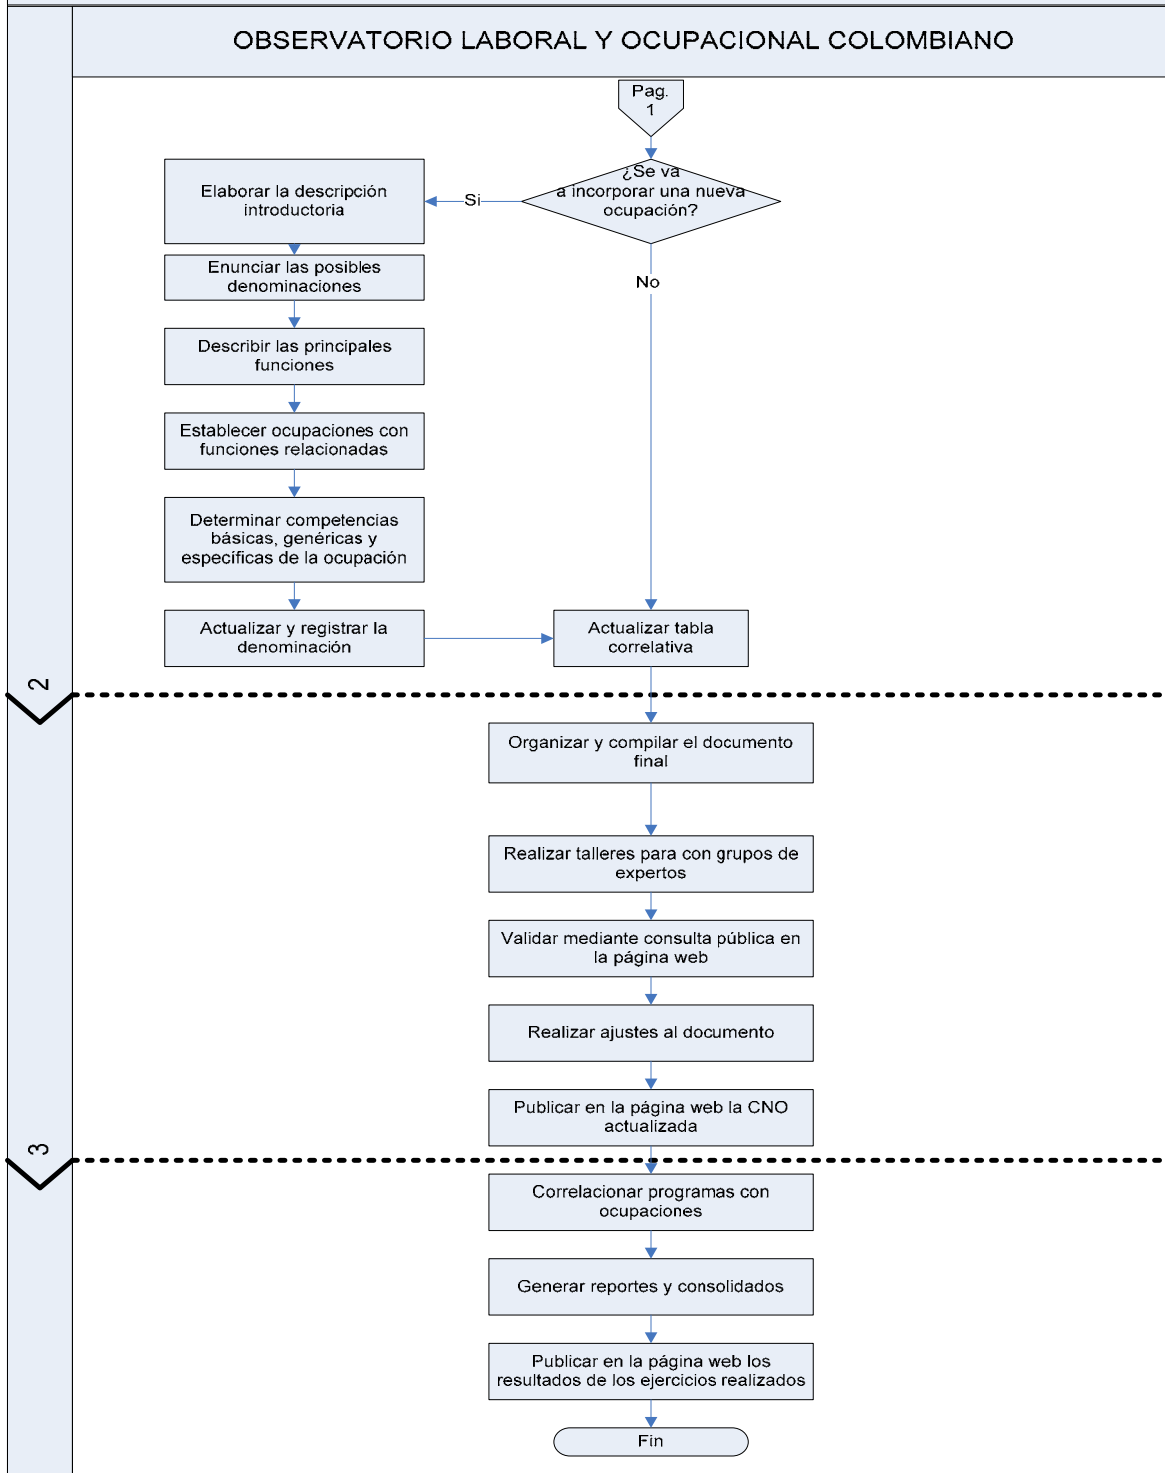 OBSERVATORIO LABORAL Y OCUPACIONAL COLOMBIANO
Pag.
1
¿Se va
a incorporar una nueva
ocupación?
Si
No
Elaborar la descripción
introductoria
Enunciar las posibles
denominaciones
Describir las principales
funciones
Establecer ocupaciones con
funciones relacionadas
Determinar competencias
básicas, genéricas y
específicas de la ocupación
Actualizar y registrar la
denominación
Actualizar tabla
correlativa
2
Organizar y compilar el documento
final
Realizar talleres para con grupos de
expertos
Validar mediante consulta pública en
la página web
Realizar ajustes al documento
Publicar en la página web la CNO
actualizada
3
Correlacionar programas con
ocupaciones
Generar reportes y consolidados
Publicar en la página web los
resultados de los ejercicios realizados
Fin